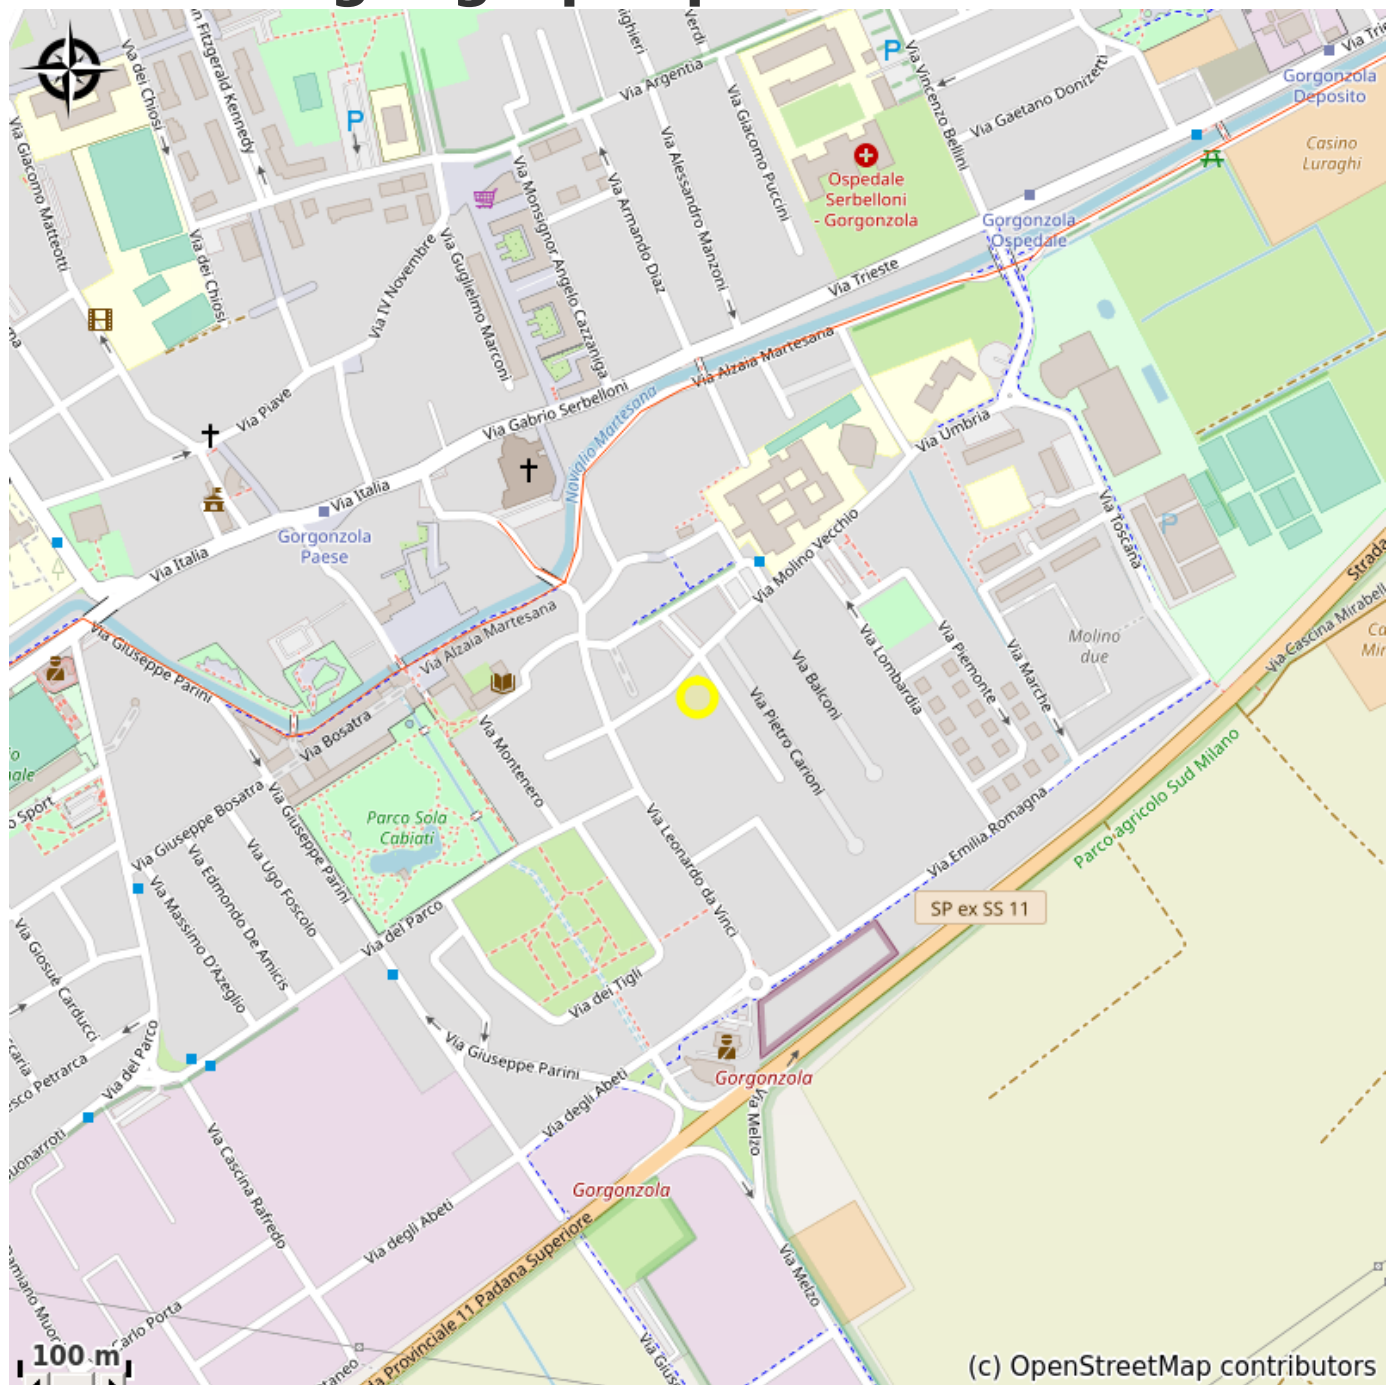 Via dei Chiosi
Via Argentia
Via Giacomo Puccini
Via Vincenzo Bellini
Via Gaetano Donizetti
Gorgonzola
Deposito
Casino
Luraghi
Via Giacomo Matteotti
Via Monsignor Angelo Cazzaniga
Via Armando Diaz
Via Alessandro Manzoni
Ospedale
Serbelloni
- Gorgonzola
Gorgonzola
Ospedale
Via dei Chiosi
Via IV Novembre
Via Guglielmo Marconi
Via Trieste
Via Alzaia Martesana
Via Piave
Via Gabrio Serbelloni
Naviglio Martesana
Via Umbria
Via Italia
Gorgonzola
Paese
Via Italia
Via Molino Vecchio
Via Toscana
Via Alzaia Martesana
Via Giuseppe Parini
Via Lombardia
Via Piemonte
Via Marche
Molino
due
Via Balconi
Via Pietro Carioni
Via Bosatra
Via Montenero
Parco Sola
Cabiati
Via Giuseppe Bosatra
Via Giuseppe Parini
Via Leonardo da Vinci
Via Emilia Romagna
Parco agricolo Sud Milano
SP ex SS 11
Via Ugo Foscolo
Via Edmondo De Amicis
Via Massimo D'Azeglio
Via Giosuè Carducci
Via del Parco
Via dei Tigli
Via del Parco
Via Giuseppe Parini
Via degli Abeti
Gorgonzola
Via Melzo
Gorgonzola
Via Cascina Rafredo
Via degli Abeti
Via Melzo
Provinciale 11 Padana Superiore
Carlo Porta
100 m
(c) OpenStreetMap contributors